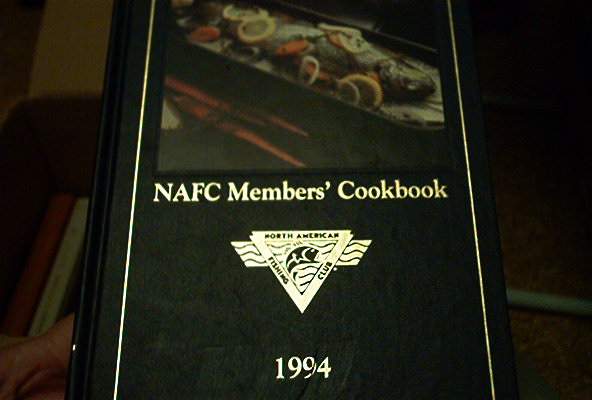 NAFC Members' Cookbook
NORTH AMERICAN
FISHING CLUB
1994